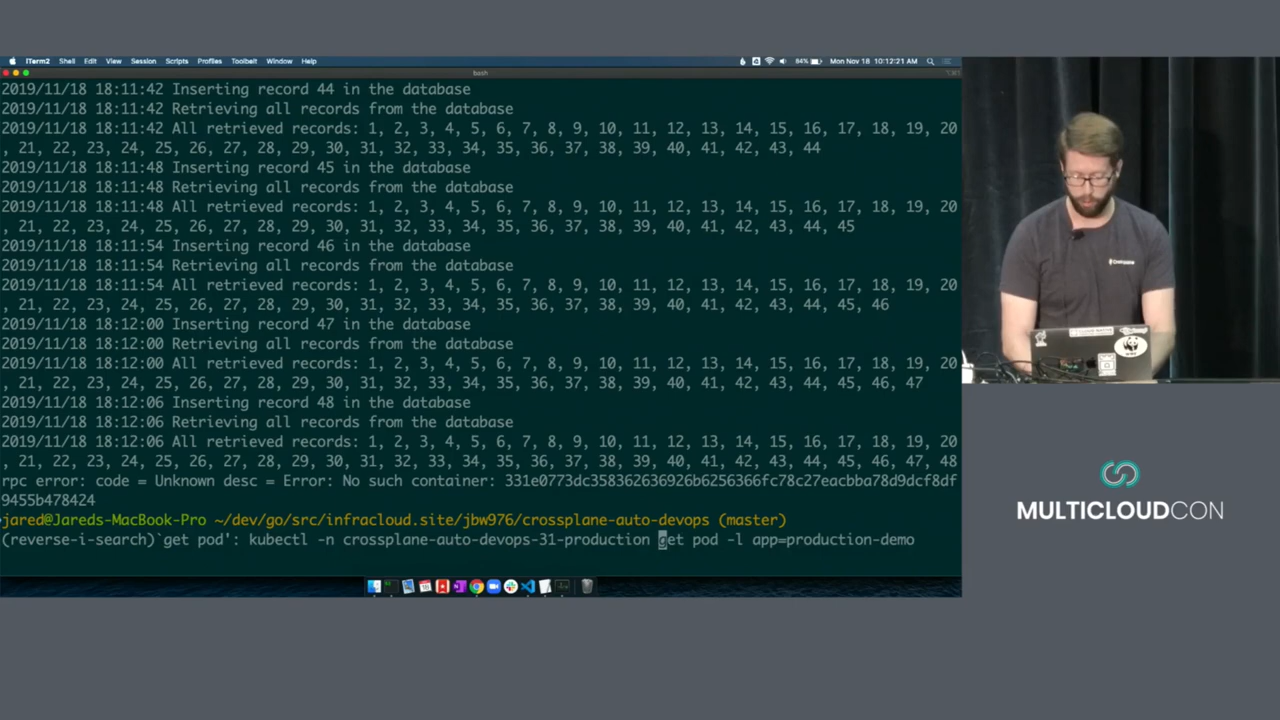 iTerm2 Shell Edit View Session Scripts Profiles Toolbelt Window Help 84% Mon Nov 18 10:12:21 AM
bash
2019/11/18 18:11:42 Inserting record 44 in the database
2019/11/18 18:11:42 Retrieving all records from the database
2019/11/18 18:11:42 All retrieved records: 1, 2, 3, 4, 5, 6, 7, 8, 9, 10, 11, 12, 13, 14, 15, 16, 17, 18, 19, 20
, 21, 22, 23, 24, 25, 26, 27, 28, 29, 30, 31, 32, 33, 34, 35, 36, 37, 38, 39, 40, 41, 42, 43, 44
2019/11/18 18:11:48 Inserting record 45 in the database
2019/11/18 18:11:48 Retrieving all records from the database
2019/11/18 18:11:48 All retrieved records: 1, 2, 3, 4, 5, 6, 7, 8, 9, 10, 11, 12, 13, 14, 15, 16, 17, 18, 19, 20
, 21, 22, 23, 24, 25, 26, 27, 28, 29, 30, 31, 32, 33, 34, 35, 36, 37, 38, 39, 40, 41, 42, 43, 44, 45
2019/11/18 18:11:54 Inserting record 46 in the database
2019/11/18 18:11:54 Retrieving all records from the database
2019/11/18 18:11:54 All retrieved records: 1, 2, 3, 4, 5, 6, 7, 8, 9, 10, 11, 12, 13, 14, 15, 16, 17, 18, 19, 20
, 21, 22, 23, 24, 25, 26, 27, 28, 29, 30, 31, 32, 33, 34, 35, 36, 37, 38, 39, 40, 41, 42, 43, 44, 45, 46
2019/11/18 18:12:00 Inserting record 47 in the database
2019/11/18 18:12:00 Retrieving all records from the database
2019/11/18 18:12:00 All retrieved records: 1, 2, 3, 4, 5, 6, 7, 8, 9, 10, 11, 12, 13, 14, 15, 16, 17, 18, 19, 20
, 21, 22, 23, 24, 25, 26, 27, 28, 29, 30, 31, 32, 33, 34, 35, 36, 37, 38, 39, 40, 41, 42, 43, 44, 45, 46, 47
2019/11/18 18:12:06 Inserting record 48 in the database
2019/11/18 18:12:06 Retrieving all records from the database
2019/11/18 18:12:06 All retrieved records: 1, 2, 3, 4, 5, 6, 7, 8, 9, 10, 11, 12, 13, 14, 15, 16, 17, 18, 19, 20
, 21, 22, 23, 24, 25, 26, 27, 28, 29, 30, 31, 32, 33, 34, 35, 36, 37, 38, 39, 40, 41, 42, 43, 44, 45, 46, 47, 48
rpc error: code = Unknown desc = Error: No such container: 331e0773dc358362636926b6256366fc78c27eacbba78d9dcf8df
9455b478424
jared@Jareds-MacBook-Pro ~/dev/go/src/infracloud.site/jbw976/crossplane-auto-devops (master)
(reverse-i-search)`get pod': kubectl -n crossplane-auto-devops-31-production get pod -l app=production-demo
MULTICLOUDCON